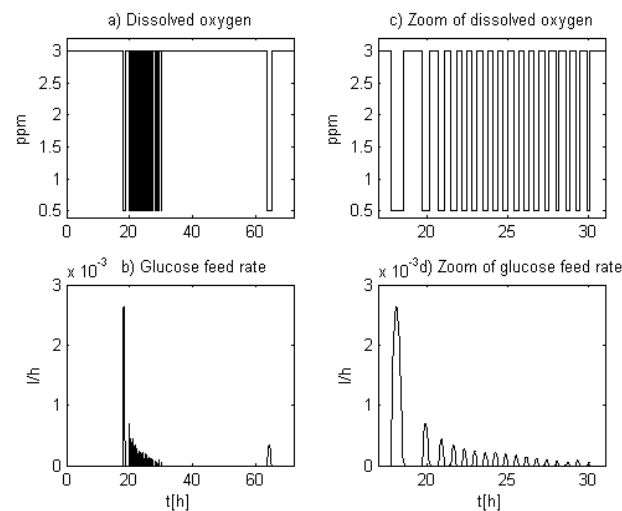 a) Dissolved oxygen
3
2.5
2
1.5
1
0.5
ppm
0 20 40 60
c) Zoom of dissolved oxygen
3
2.5
2
1.5
1
0.5
ppm
20 25 30
x 10⁻³ b) Glucose feed rate
3
2
1
0
l/h
0 20 40 60
t[h]
x 10⁻³ d) Zoom of glucose feed rate
3
2
1
0
l/h
20 25 30
t[h]